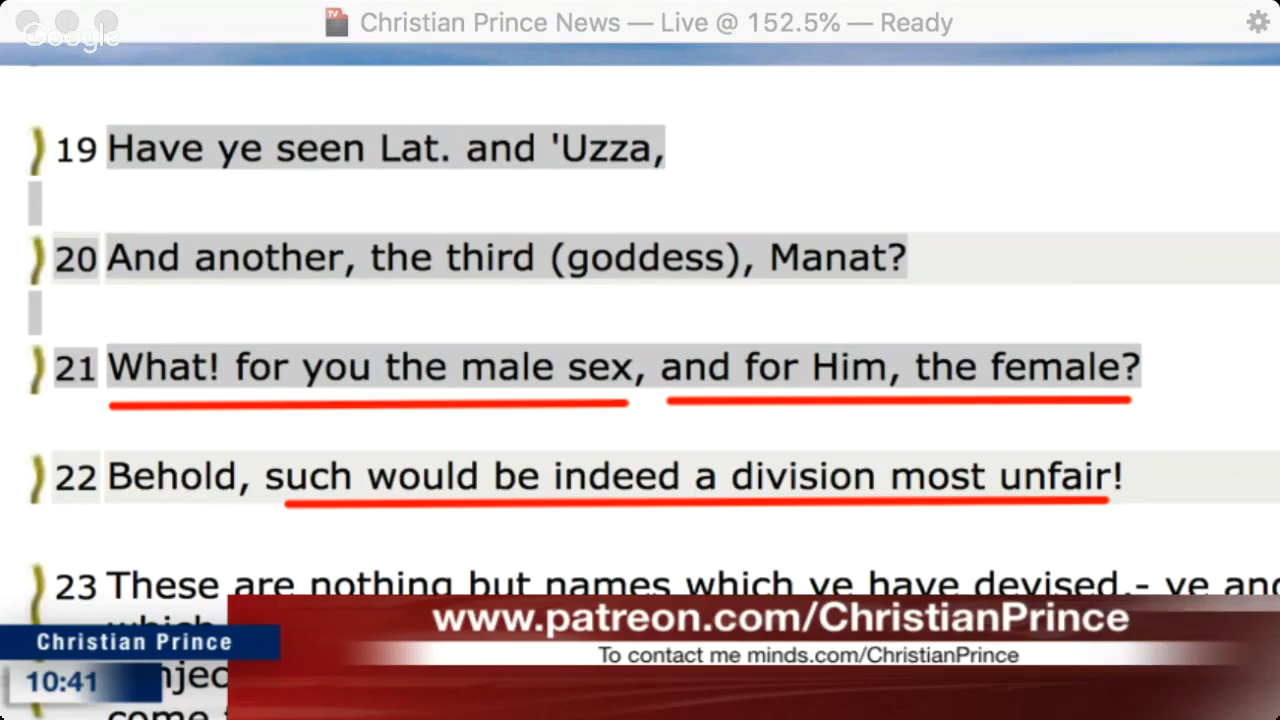 Christian Prince News — Live @ 152.5% — Ready
Google
19 Have ye seen Lat. and 'Uzza,
20 And another, the third (goddess), Manat?
21 What! for you the male sex, and for Him, the female?
22 Behold, such would be indeed a division most unfair!
23 These are nothing but names which ye have devised,- ye and
www.patreon.com/ChristianPrince
Christian Prince
To contact me minds.com/ChristianPrince
10:41